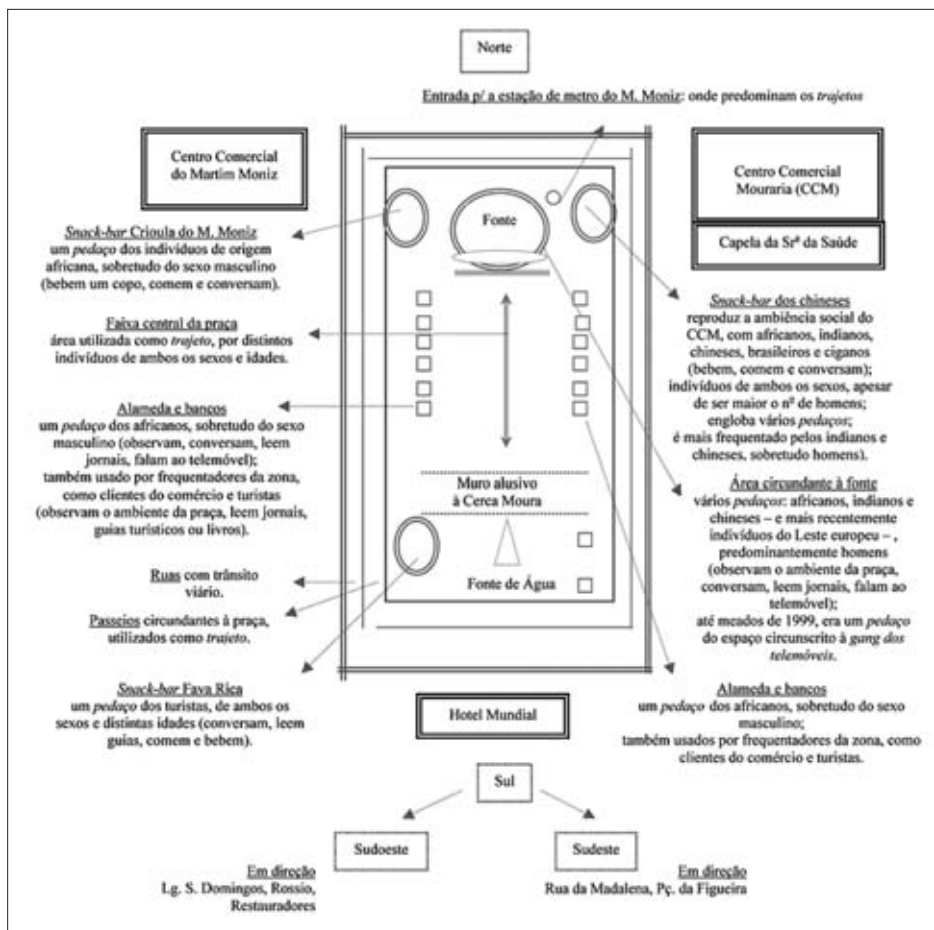 Norte
Entrada p/ a estação de metro do M. Moniz: onde predominam os trajetos
Centro Comercial
do Martim Moniz
Centro Comercial
Mouraria (CCM)
Capela da Srª da Saúde
Fonte
Snack-bar Crioula do M. Moniz
um pedaço dos indivíduos de origem
africana, sobretudo do sexo masculino
(bebem um copo, comem e conversam).
Faixa central da praça
área utilizada como trajeto, por distintos
indivíduos de ambos os sexos e idades.
Alameda e bancos
um pedaço dos africanos, sobretudo do sexo
masculino (observam, conversam, leem
jornais, falam ao telemóvel);
também usado por frequentadores da zona,
como clientes do comércio e turistas
(observam o ambiente da praça, leem jornais,
guias turísticos ou livros).
Ruas com trânsito
viário.
Passeios circundantes à praça,
utilizados como trajeto.
Snack-bar Fava Rica
um pedaço dos turistas, de ambos os
sexos e distintas idades (conversam, leem
guias, comem e bebem).
Muro alusivo
à Cerca Moura
Fonte de Água
Snack-bar dos chineses
reproduz a ambiência social do
CCM, com africanos, indianos,
chineses, brasileiros e ciganos
(bebem, comem e conversam);
indivíduos de ambos os sexos, apesar
de ser maior o nº de homens;
engloba vários pedaços;
é mais frequentado pelos indianos e
chineses, sobretudo homens).
Área circundante à fonte
vários pedaços: africanos, indianos e
chineses – e mais recentemente
indivíduos do Leste europeu – ,
predominantemente homens
(observam o ambiente da praça,
conversam, leem jornais, falam ao
telemóvel);
até meados de 1999, era um pedaço
do espaço circunscrito à gang dos
telemóveis.
Alameda e bancos
um pedaço dos africanos, sobretudo do sexo
masculino;
também usados por frequentadores da zona, como
clientes do comércio e turistas.
Hotel Mundial
Sul
Sudoeste
Sudeste
Em direção
Lg. S. Domingos, Rossio,
Restauradores
Em direção
Rua da Madalena, Pç. da Figueira